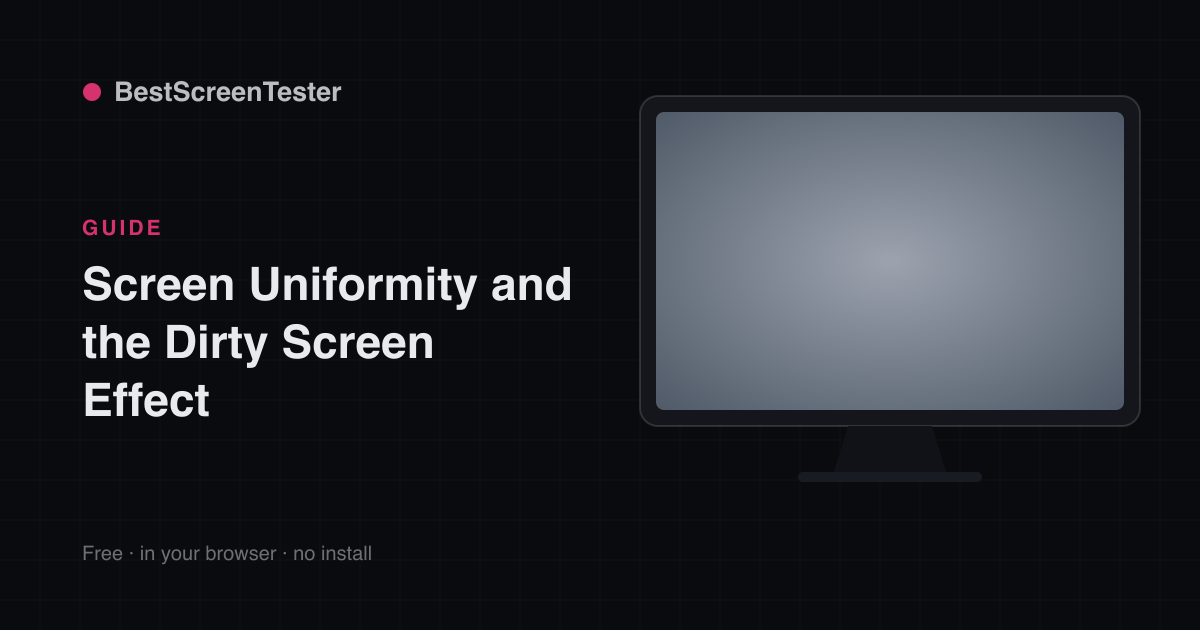 BestScreenTester
GUIDE
Screen Uniformity and
the Dirty Screen
Effect
Free · in your browser · no install